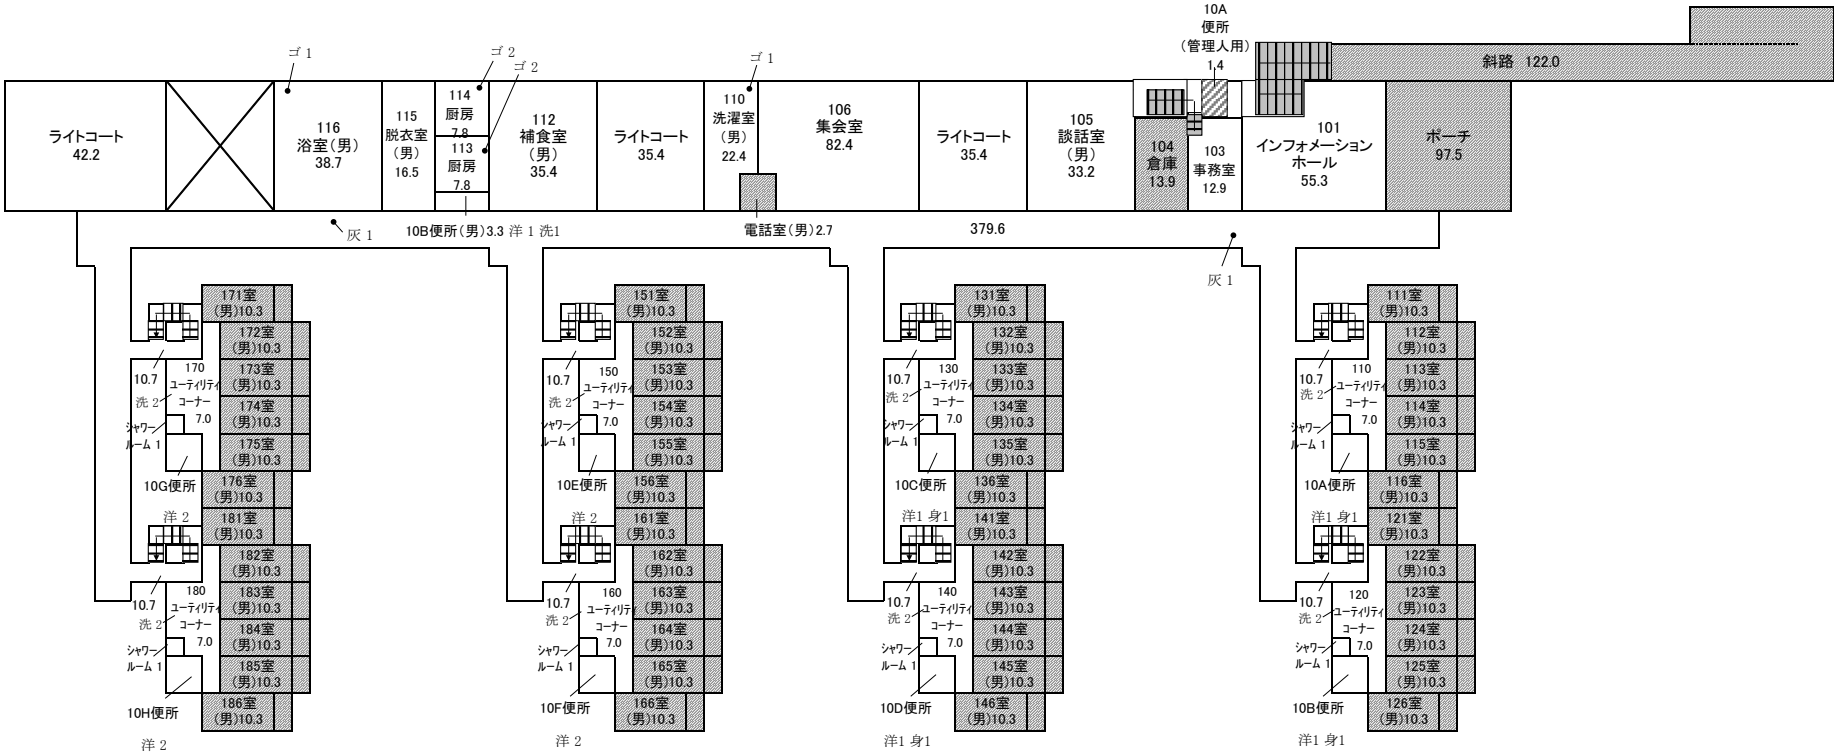 10A
便所
（管理人用）
1.4
ゴ 1
ゴ 2
ゴ 2
ゴ 1
斜路 122.0
ライトコート
42.2
116
浴室（男）
38.7
115
脱衣室
（男）
16.5
114
厨房
7.8
113
厨房
7.8
112
補食室
（男）
35.4
ライトコート
35.4
110
洗濯室
（男）
22.4
106
集会室
82.4
ライトコート
35.4
105
談話室
（男）
33.2
104
倉庫
13.9
103
事務室
12.9
101
インフォメーション
ホール
55.3
ポーチ
97.5
灰 1
10B便所（男）3.3 洋 1 洗1
電話室（男）2.7
379.6
灰 1
171室
（男）10.3
172室
（男）10.3
173室
（男）10.3
174室
（男）10.3
175室
（男）10.3
176室
（男）10.3
10.7
洗 2
170
ユーティリティ
コーナー
7.0
シャワー
ルーム 1
10G便所
洋 2
181室
（男）10.3
182室
（男）10.3
183室
（男）10.3
184室
（男）10.3
185室
（男）10.3
186室
（男）10.3
10.7
洗 2
180
ユーティリティ
コーナー
7.0
シャワー
ルーム 1
10H便所
洋 2
151室
（男）10.3
152室
（男）10.3
153室
（男）10.3
154室
（男）10.3
155室
（男）10.3
156室
（男）10.3
10.7
洗 2
150
ユーティリティ
コーナー
7.0
シャワー
ルーム 1
10E便所
洋 2
161室
（男）10.3
162室
（男）10.3
163室
（男）10.3
164室
（男）10.3
165室
（男）10.3
166室
（男）10.3
10.7
洗 2
160
ユーティリティ
コーナー
7.0
シャワー
ルーム 1
10F便所
洋 2
131室
（男）10.3
132室
（男）10.3
133室
（男）10.3
134室
（男）10.3
135室
（男）10.3
136室
（男）10.3
10.7
洗 2
130
ユーティリティ
コーナー
7.0
シャワー
ルーム 1
10C便所
洋1 身1
141室
（男）10.3
142室
（男）10.3
143室
（男）10.3
144室
（男）10.3
145室
（男）10.3
146室
（男）10.3
10.7
洗 2
140
ユーティリティ
コーナー
7.0
シャワー
ルーム 1
10D便所
洋1 身1
111室
（男）10.3
112室
（男）10.3
113室
（男）10.3
114室
（男）10.3
115室
（男）10.3
116室
（男）10.3
10.7
洗 2
110
ユーティリティ
コーナー
7.0
シャワー
ルーム 1
10A便所
洋1 身1
121室
（男）10.3
122室
（男）10.3
123室
（男）10.3
124室
（男）10.3
125室
（男）10.3
126室
（男）10.3
10.7
洗 2
120
ユーティリティ
コーナー
7.0
シャワー
ルーム 1
10B便所
洋1 身1